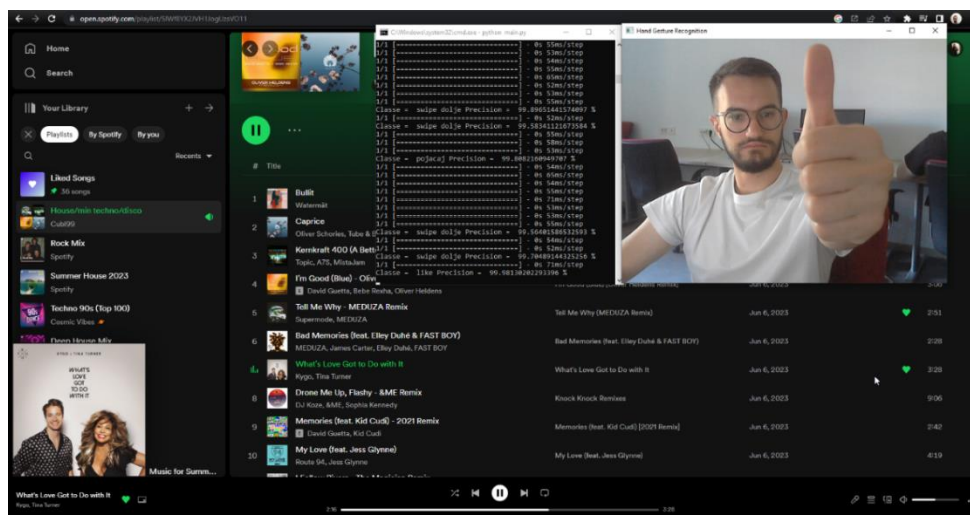 open.spotify.com
Home
Search
Your Library
Playlists By Spotify By you
Recents
Liked Songs
36 songs
House/min techno/disco
Cubi99
Rock Mix
Spotify
Summer House 2023
Spotify
Techno 90s (Top 100)
Cosmic Vibes
Deep House Mix
KYGO | TINA TURNER
WHAT'S
LOVE
GOT
TO DO
WITH IT
Music for Summ...
What's Love Got to Do with It
Kygo, Tina Turner
# Title
1 Bullit
Watermät
2 Caprice
Oliver Schories, Tube &
3 Kernkraft 400 (A Bett
Topic, A7S, MistaJam
4 I'm Good (Blue) - Oliv
E David Guetta, Bebe Rexha, Oliver Heldens
5 Tell Me Why - MEDUZA Remix
Supermode, MEDUZA
Tell Me Why (MEDUZA Remix) Jun 6, 2023 2:51
6 Bad Memories (feat. Elley Duhé & FAST BOY)
MEDUZA, James Carter, Elley Duhé, FAST BOY
Bad Memories (feat. Elley Duhé & FAST BOY) Jun 6, 2023 2:28
What's Love Got to Do with It
Kygo, Tina Turner
What's Love Got to Do with It Jun 6, 2023 3:28
8 Drone Me Up, Flashy - &ME Remix
DJ Koze, &ME, Sophia Kennedy
Knock Knock Remixes Jun 6, 2023 9:06
9 Memories (feat. Kid Cudi) - 2021 Remix
E David Guetta, Kid Cudi
Memories (feat. Kid Cudi) [2021 Remix] Jun 6, 2023 2:42
10 My Love (feat. Jess Glynne)
Route 94, Jess Glynne
My Love (feat. Jess Glynne) Jun 6, 2023 4:19
2:16 3:28
C:\Windows\system32\cmd.exe - python main.py
1/1 [==============================] - 0s 55ms/step
1/1 [==============================] - 0s 53ms/step
1/1 [==============================] - 0s 54ms/step
1/1 [==============================] - 0s 55ms/step
1/1 [==============================] - 0s 65ms/step
1/1 [==============================] - 0s 52ms/step
1/1 [==============================] - 0s 53ms/step
1/1 [==============================] - 0s 55ms/step
Classe = swipe dolje Precision = 99.89651441574097 %
1/1 [==============================] - 0s 52ms/step
Classe = swipe dolje Precision = 99.58341121673584 %
1/1 [==============================] - 0s 55ms/step
1/1 [==============================] - 0s 58ms/step
1/1 [==============================] - 0s 55ms/step
Classe = pojacaj Precision = 99.8082160949707 %
1/1 [==============================] - 0s 54ms/step
1/1 [==============================] - 0s 65ms/step
1/1 [==============================] - 0s 55ms/step
1/1 [==============================] - 0s 71ms/step
1/1 [==============================] - 0s 53ms/step
1/1 [==============================] - 0s 53ms/step
1/1 [==============================] - 0s 55ms/step
Classe = swipe dolje Precision = 99.56401586532593 %
1/1 [==============================] - 0s 54ms/step
1/1 [==============================] - 0s 52ms/step
Classe = swipe dolje Precision = 99.70489144325256 %
1/1 [==============================] - 0s 71ms/step
Classe = like Precision = 99.98130202293396 %
Hand Gesture Recognition